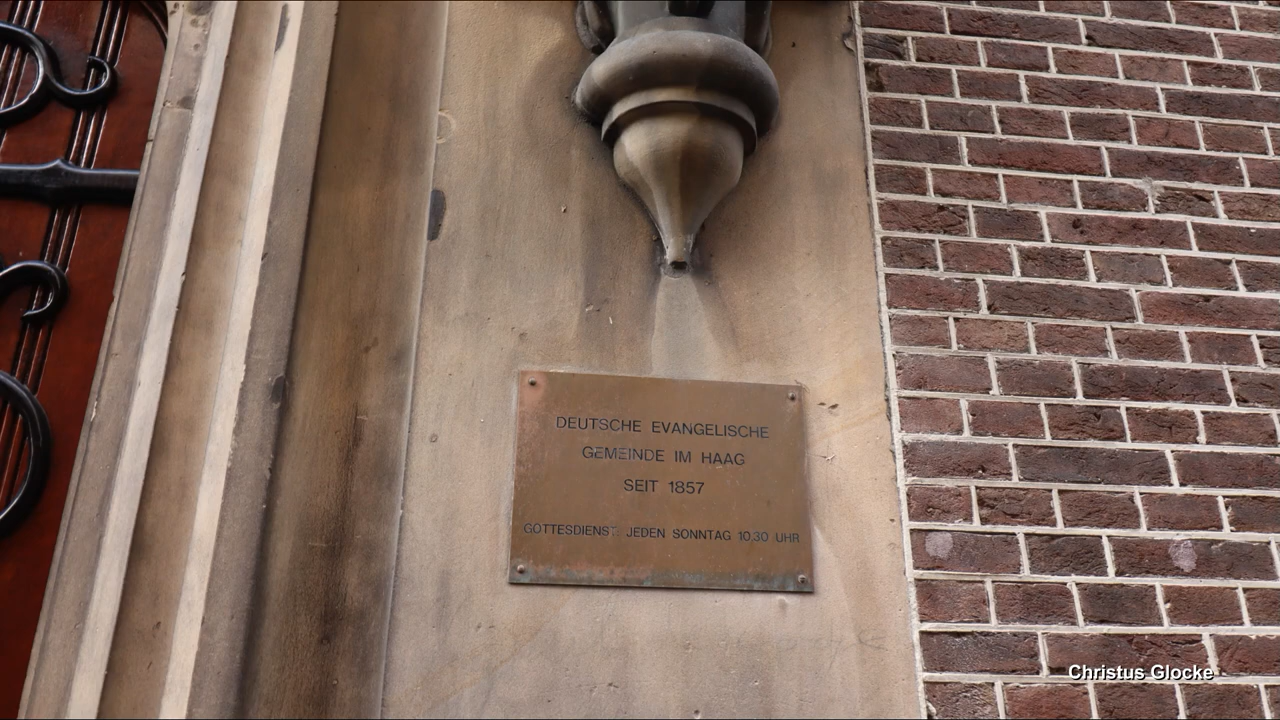 DEUTSCHE EVANGELISCHE
GEMEINDE IM HAAG
SEIT 1857
GOTTESDIENST: JEDEN SONNTAG 10.30 UHR
Christus Glocke